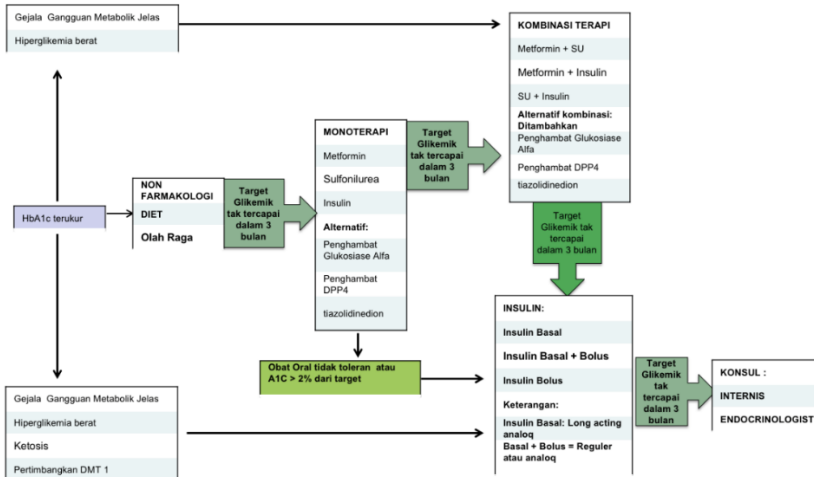 Gejala Gangguan Metabolik Jelas
Hiperglikemia berat
HbA1c terukur
NON
FARMAKOLOGI
DIET
Olah Raga
Target
Glikemik
tak tercapai
dalam 3
bulan
MONOTERAPI
Metformin
Sulfonilurea
Insulin
Alternatif:
Penghambat
Glukosiase Alfa
Penghambat
DPP4
tiazolidinedion
Target
Glikemik
tak tercapai
dalam 3
bulan
KOMBINASI TERAPI
Metformin + SU
Metformin + Insulin
SU + Insulin
Alternatif kombinasi:
Ditambahkan
Penghambat Glukosiase
Alfa
Penghambat DPP4
tiazolidinedion
Target
Glikemik tak
tercapai
dalam 3 bulan
Obat Oral tidak toleran atau
A1C > 2% dari target
Gejala Gangguan Metabolik Jelas
Hiperglikemia berat
Ketosis
Pertimbangkan DMT 1
INSULIN:
Insulin Basal
Insulin Basal + Bolus
Insulin Bolus
Keterangan:
Insulin Basal: Long acting
analoq
Basal + Bolus = Reguler
atau analoq
Target
Glikemik
tak
tercapai
dalam 3
bulan
KONSUL :
INTERNIS
ENDOCRINOLOGIST